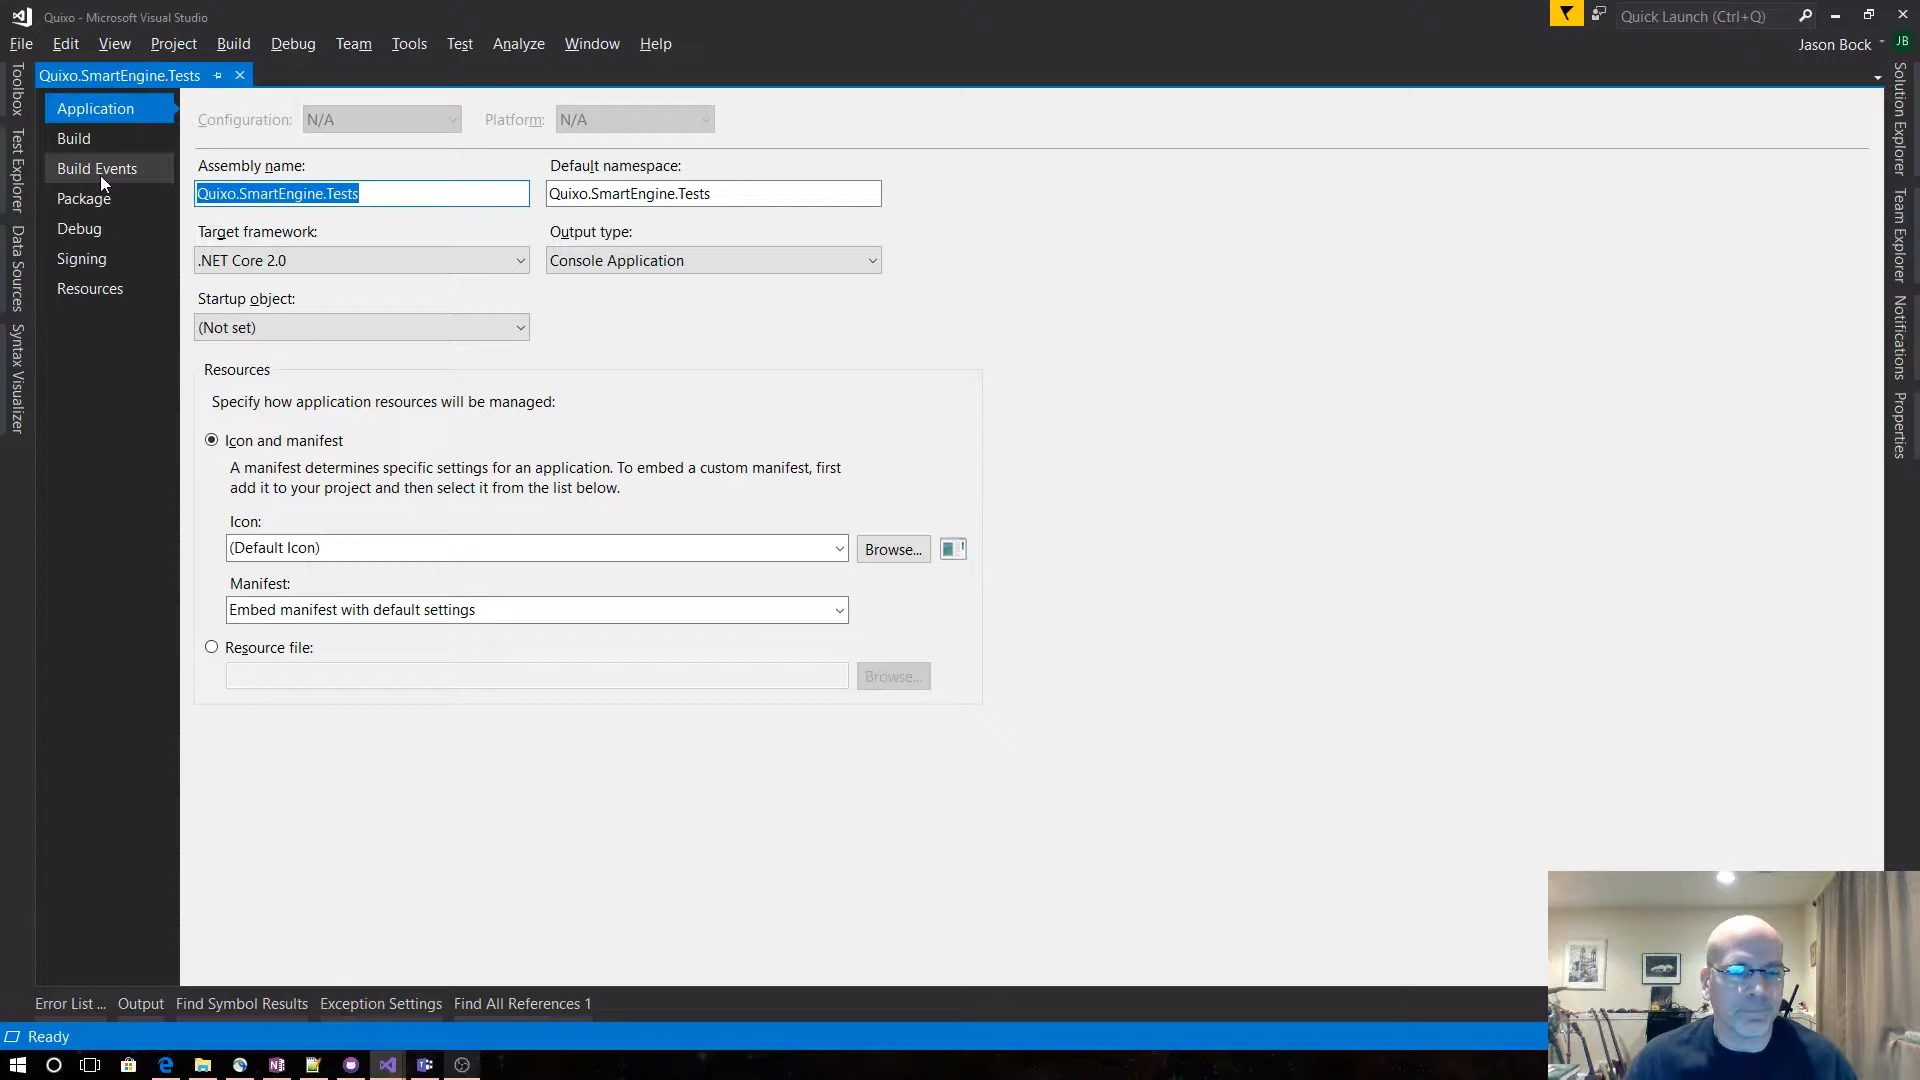 Quixo - Microsoft Visual Studio
Quick Launch (Ctrl+Q)
File Edit View Project Build Debug Team Tools Test Analyze Window Help
Jason Bock
JB
Quixo.SmartEngine.Tests
Toolbox
Test Explorer
Data Sources
Syntax Visualizer
Application
Build
Build Events
Package
Debug
Signing
Resources
Configuration: N/A Platform: N/A
Assembly name: Default namespace:
Quixo.SmartEngine.Tests Quixo.SmartEngine.Tests
Target framework: Output type:
.NET Core 2.0 Console Application
Startup object:
(Not set)
Resources
Specify how application resources will be managed:
Icon and manifest
A manifest determines specific settings for an application. To embed a custom manifest, first
add it to your project and then select it from the list below.
Icon:
(Default Icon) Browse...
Manifest:
Embed manifest with default settings
Resource file:
Browse...
Solution Explorer
Team Explorer
Notifications
Properties
Error List ... Output Find Symbol Results Exception Settings Find All References 1
Ready